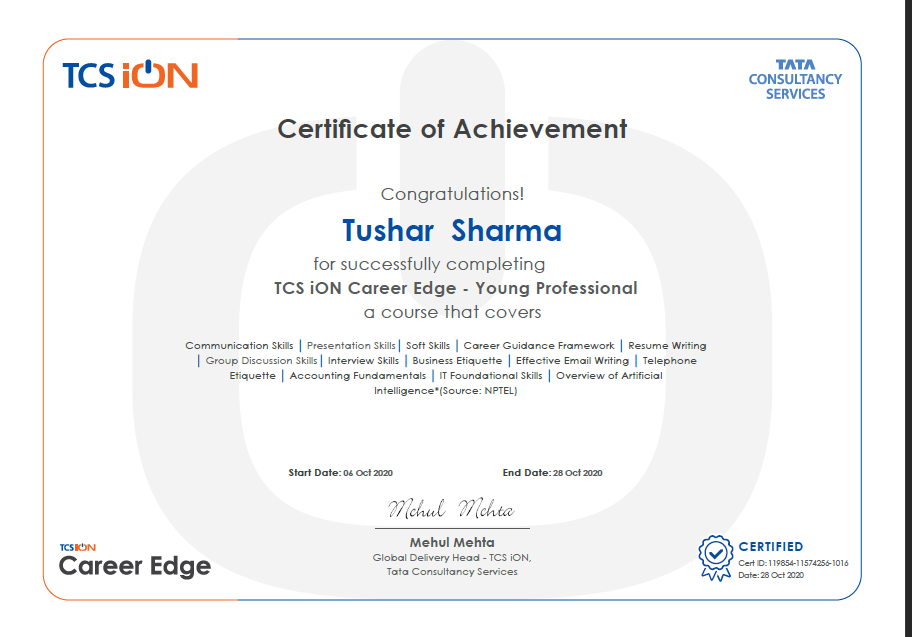 TCS iON
TATA
CONSULTANCY
SERVICES
Certificate of Achievement
Congratulations!
Tushar Sharma
for successfully completing
TCS iON Career Edge - Young Professional
a course that covers
Communication Skills | Presentation Skills | Soft Skills | Career Guidance Framework | Resume Writing
| Group Discussion Skills | Interview Skills | Business Etiquette | Effective Email Writing | Telephone
Etiquette | Accounting Fundamentals | IT Foundational Skills | Overview of Artificial
Intelligence*(Source: NPTEL)
Start Date: 06 Oct 2020
End Date: 28 Oct 2020
Mehul Mehta
Mehul Mehta
Global Delivery Head - TCS iON,
Tata Consultancy Services
TCS iON
Career Edge
CERTIFIED
Cert ID: 119854-11574256-1016
Date: 28 Oct 2020